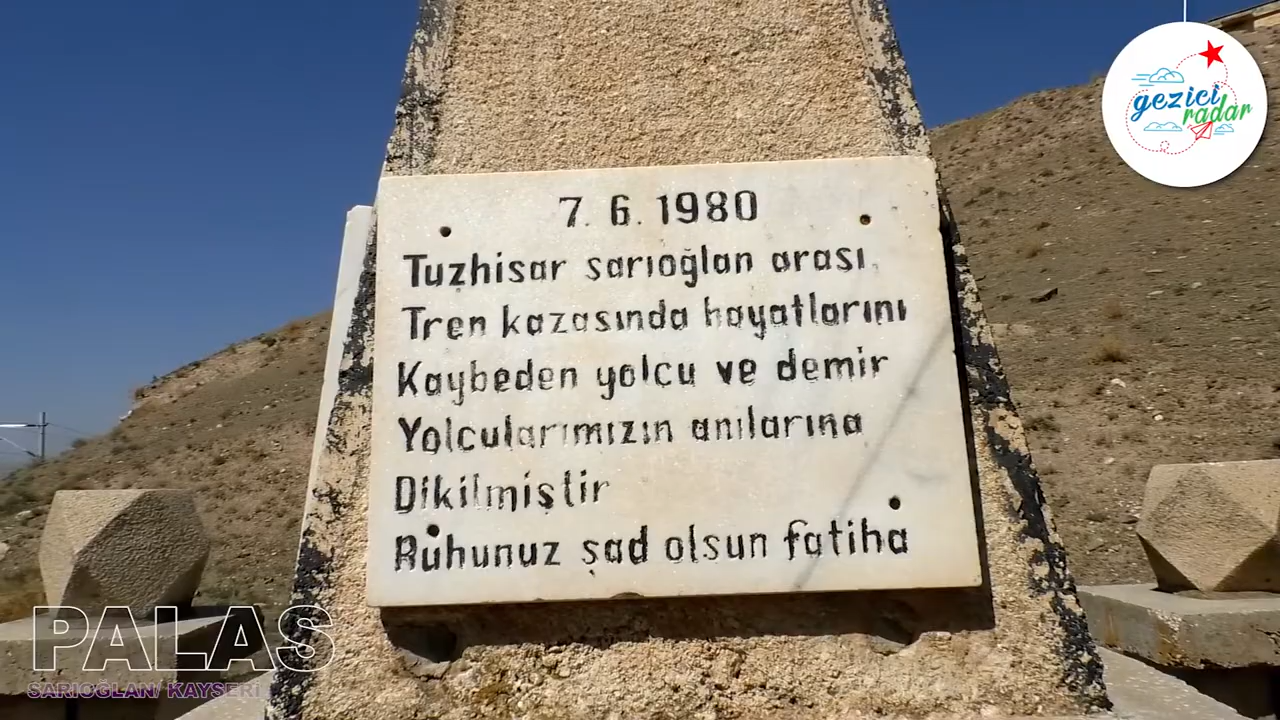 gezici
radar
7. 6. 1980
Tuzhisar sarıoğlan arası,
Tren kazasında hayatlarını
Kaybeden yolcu ve demir
Yolcularımızın anılarına
Dikilmiştir
Ruhunuz şad olsun fatiha
PALAS
SARIOĞLAN/ KAYSERİ